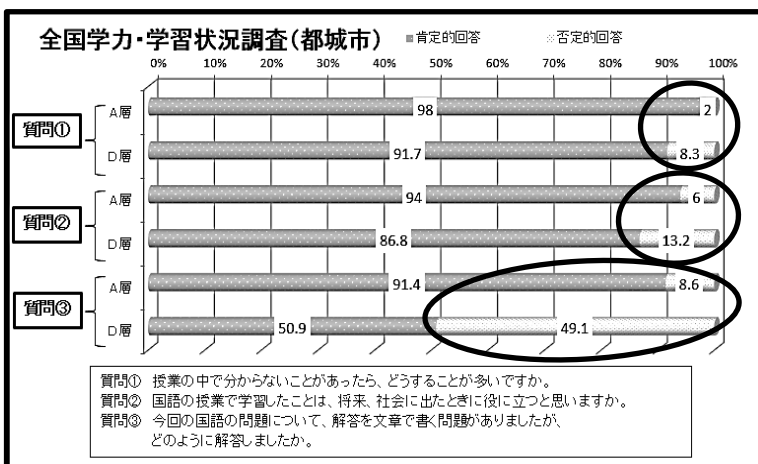 全国学力・学習状況調査(都城市)
肯定的回答 否定的回答
0% 10% 20% 30% 40% 50% 60% 70% 80% 90% 100%
質問①
A層 98 2
D層 91.7 8.3
質問②
A層 94 6
D層 86.8 13.2
質問③
A層 91.4 8.6
D層 50.9 49.1
質問① 授業の中で分からないことがあったら、どうすることが多いですか。
質問② 国語の授業で学習したことは、将来、社会に出たときに役に立つと思いますか。
質問③ 今回の国語の問題について、解答を文章で書く問題がありましたが、
どのように解答しましたか。